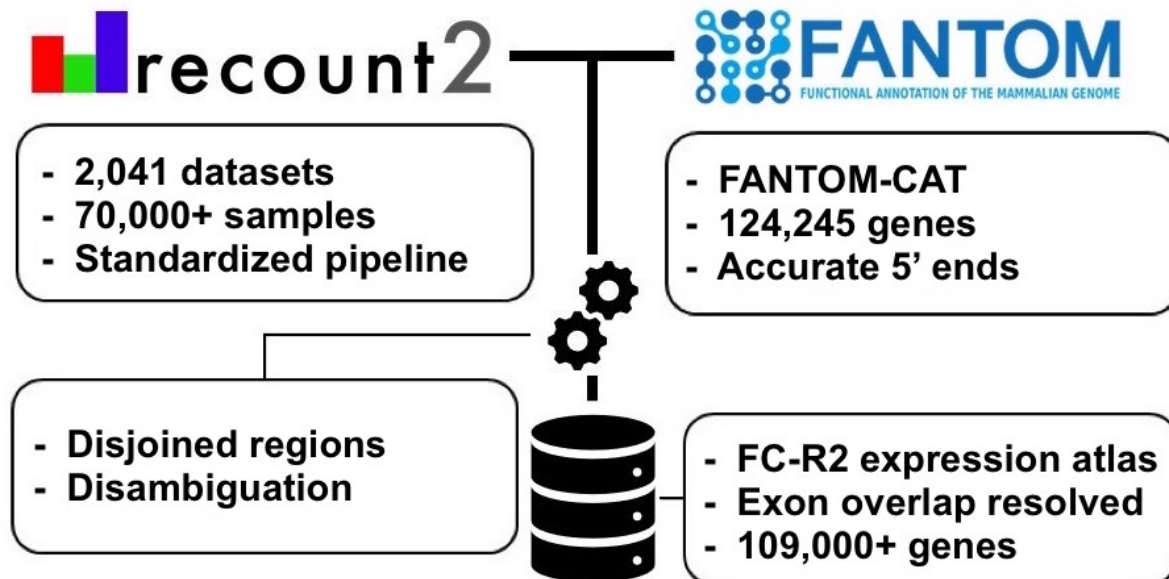 recount2
FANTOM
FUNCTIONAL ANNOTATION OF THE MAMMALIAN GENOME
- 2,041 datasets
- 70,000+ samples
- Standardized pipeline
- FANTOM-CAT
- 124,245 genes
- Accurate 5’ ends
- Disjoined regions
- Disambiguation
- FC-R2 expression atlas
- Exon overlap resolved
- 109,000+ genes